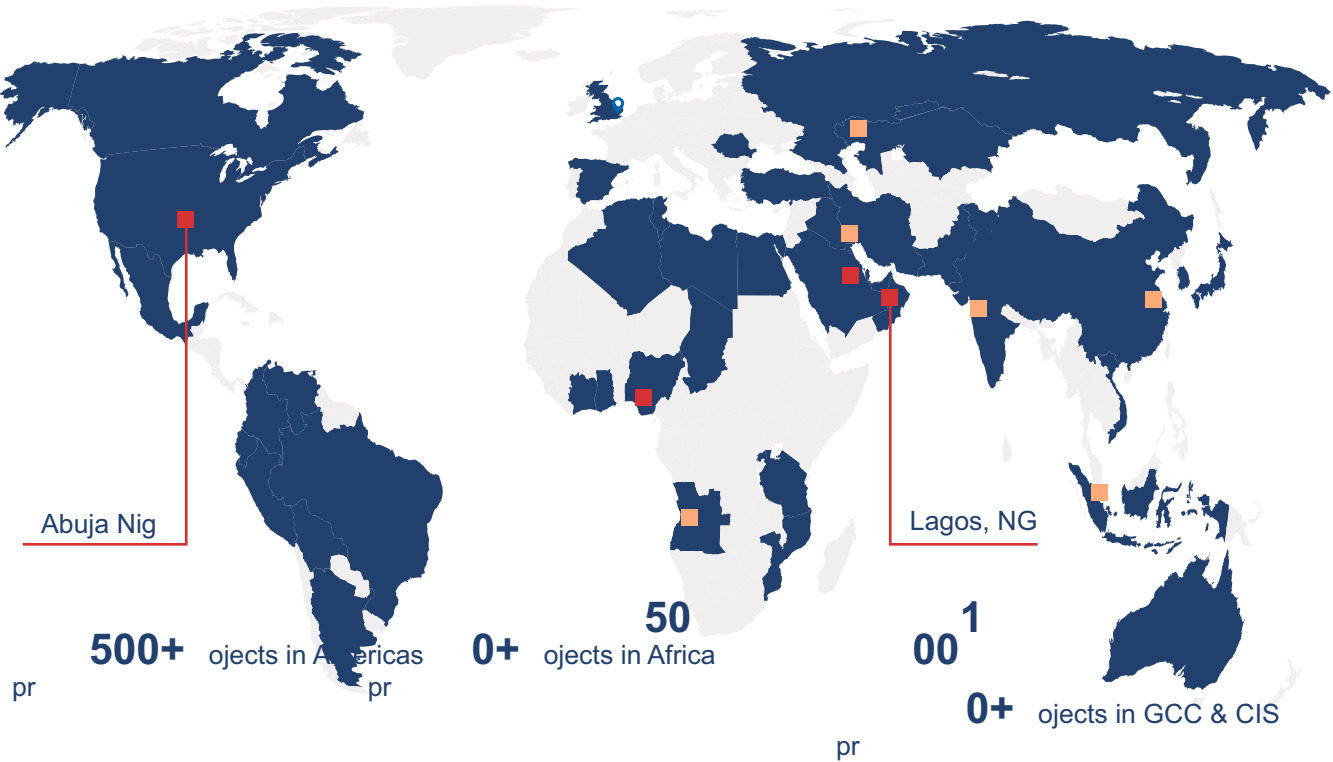 Abuja Nig
Lagos, NG
50
1
500+ ojects in Americas
0+ ojects in Africa
00
pr
pr
0+ ojects in GCC & CIS
pr